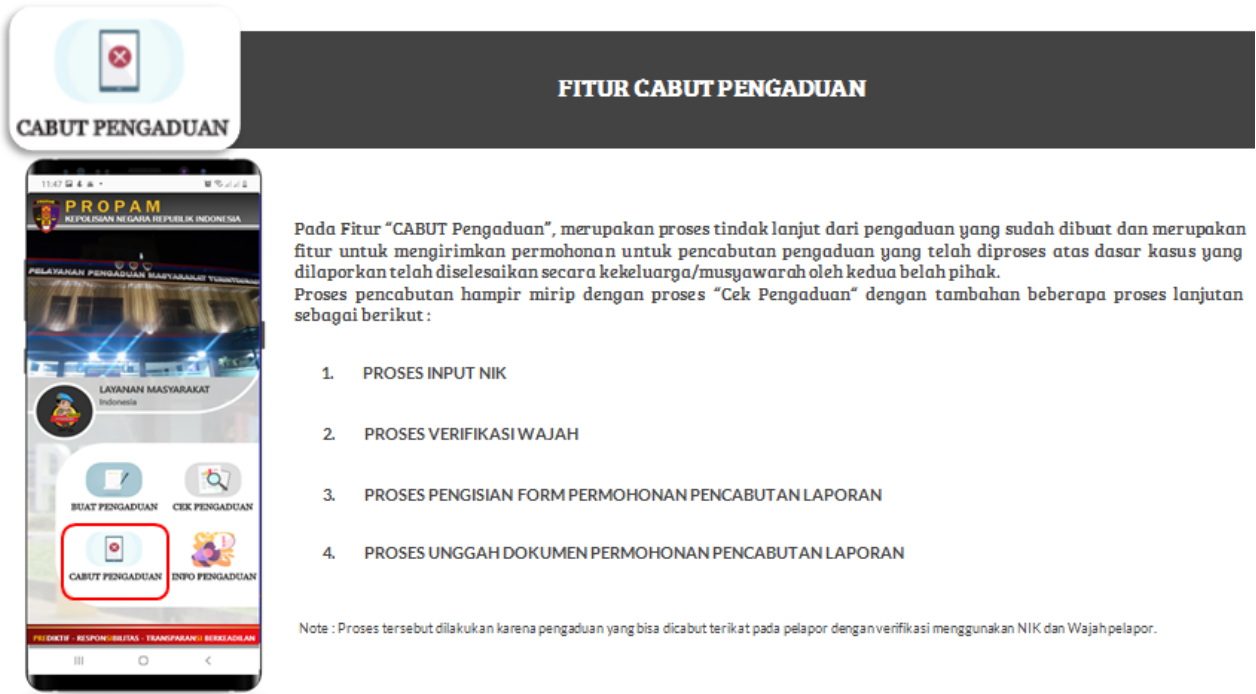 CABUT PENGADUAN
FITUR CABUT PENGADUAN
11:47
PROPAM
KEPOLISIAN NEGARA REPUBLIK INDONESIA
PELAYANAN PENGADUAN MASYARAKAT
LAYANAN MASYARAKAT
Indonesia
BUAT PENGADUAN
CEK PENGADUAN
CABUT PENGADUAN
INFO PENGADUAN
PREDIKTIF - RESPONSIBILITAS - TRANSPARANSI BERKEADILAN
Pada Fitur “CABUT Pengaduan”, merupakan proses tindak lanjut dari pengaduan yang sudah dibuat dan merupakan
fitur untuk mengirimkan permohonan untuk pencabutan pengaduan yang telah diproses atas dasar kasus yang
dilaporkan telah diselesaikan secara kekeluarga/musyawarah oleh kedua belah pihak.
Proses pencabutan hampir mirip dengan proses “Cek Pengaduan“ dengan tambahan beberapa proses lanjutan
sebagai berikut :
1. PROSES INPUT NIK
2. PROSES VERIFIKASI WAJAH
3. PROSES PENGISIAN FORM PERMOHONAN PENCABUTAN LAPORAN
4. PROSES UNGGAH DOKUMEN PERMOHONAN PENCABUTAN LAPORAN
Note : Proses tersebut dilakukan karena pengaduan yang bisa dicabut terikat pada pelapor dengan verifikasi menggunakan NIK dan Wajah pelapor.